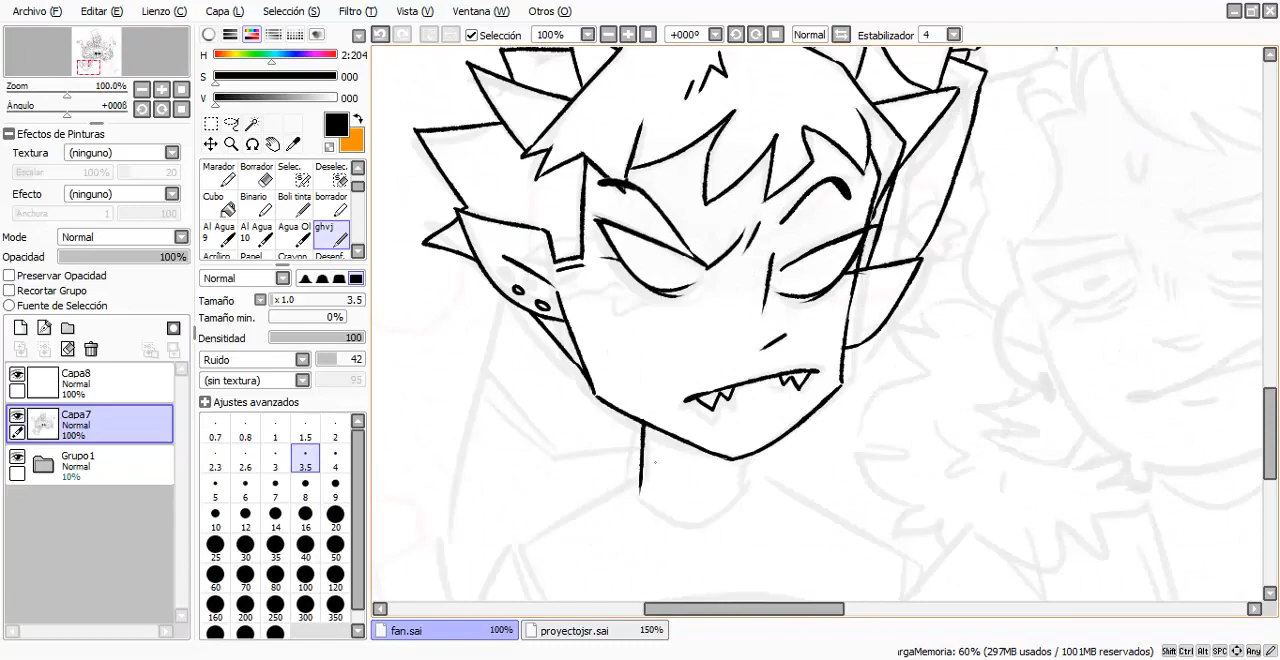 Archivo (F) Editar (E) Lienzo (C) Capa (L) Selección (S) Filtro (T) Vista (V) Ventana (W) Otros (O)
Selección 100% +000° Normal Estabilizador 4
Zoom 100.0%
Ángulo +0008
Efectos de Pinturas
Textura (ninguno)
Escalar 100% 20
Efecto (ninguno)
Anchura 1 100
Modo Normal
Opacidad 100%
Preservar Opacidad
Recortar Grupo
Fuente de Selección
Capa8
Normal
100%
Capa7
Normal
100%
Grupo1
Normal
10%
H 2:204
S 000
V 000
Marador Borrador Selec. Deselec.
Cubo Binario Boli tinta borrador
Al Agua 9 Al Agua 10 Agua Ol ghvj
Acrílico Papel Crayon Desenf.
Normal
Tamaño x 1.0 3.5
Tamaño min. 0%
Densitidad 100
Ruido 42
(sin textura) 95
Ajustes avanzados
0.7 0.8 1 1.5 2
2.3 2.6 3 3.5 4
5 6 7 8 9
10 12 14 16 20
25 30 35 40 50
60 70 80 100 120
160 200 250 300 350
fan.sai 100% proyectojsr.sai 150%
argaMemoria: 60% (297MB usados / 1001MB reservados) Shift Ctrl Alt SPC Any